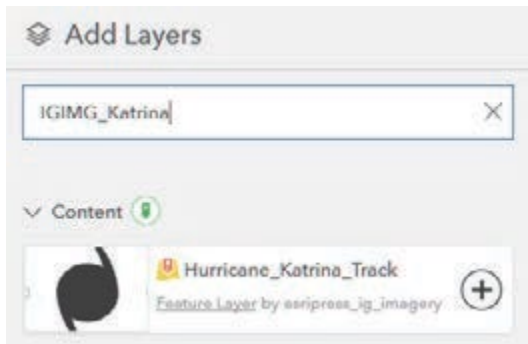 Add Layers
IGIMG_Katrina
Content
Hurricane_Katrina_Track
Feature Layer by esripress_ig_imagery